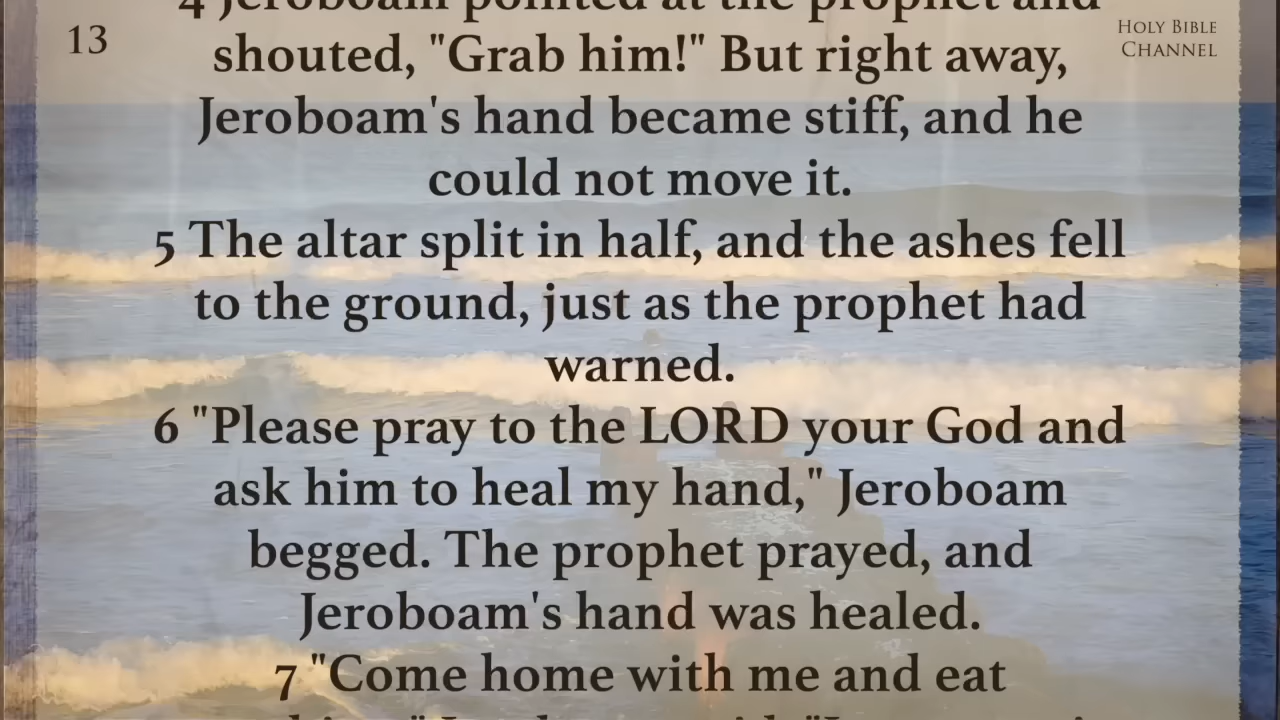 4 Jeroboam pointed at the prophet and
13
HOLY BIBLE
CHANNEL
shouted, "Grab him!" But right away,
Jeroboam's hand became stiff, and he
could not move it.
5 The altar split in half, and the ashes fell
to the ground, just as the prophet had
warned.
6 "Please pray to the LORD your God and
ask him to heal my hand," Jeroboam
begged. The prophet prayed, and
Jeroboam's hand was healed.
7 "Come home with me and eat